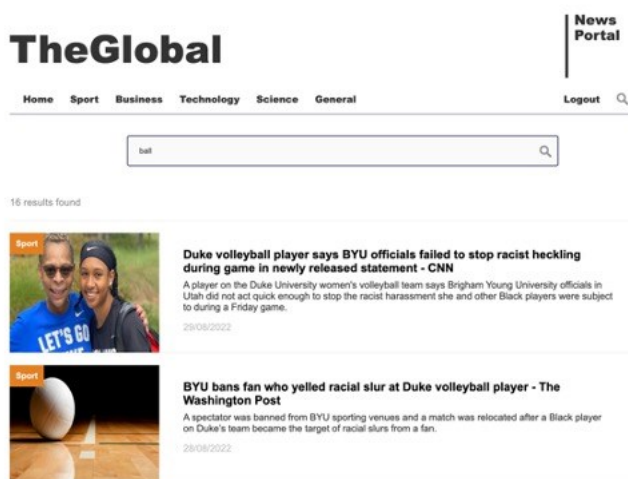 News
Portal
TheGlobal
Home Sport Business Technology Science General Logout
ball
16 results found
Sport
Duke volleyball player says BYU officials failed to stop racist heckling
during game in newly released statement - CNN
A player on the Duke University women's volleyball team says Brigham Young University officials in
Utah did not act quick enough to stop the racist harassment she and other Black players were subject
to during a Friday game.
29/08/2022
LET'S GO
Sport
BYU bans fan who yelled racial slur at Duke volleyball player - The
Washington Post
A spectator was banned from BYU sporting venues and a match was relocated after a Black player
on Duke's team became the target of racial slurs from a fan.
28/08/2022